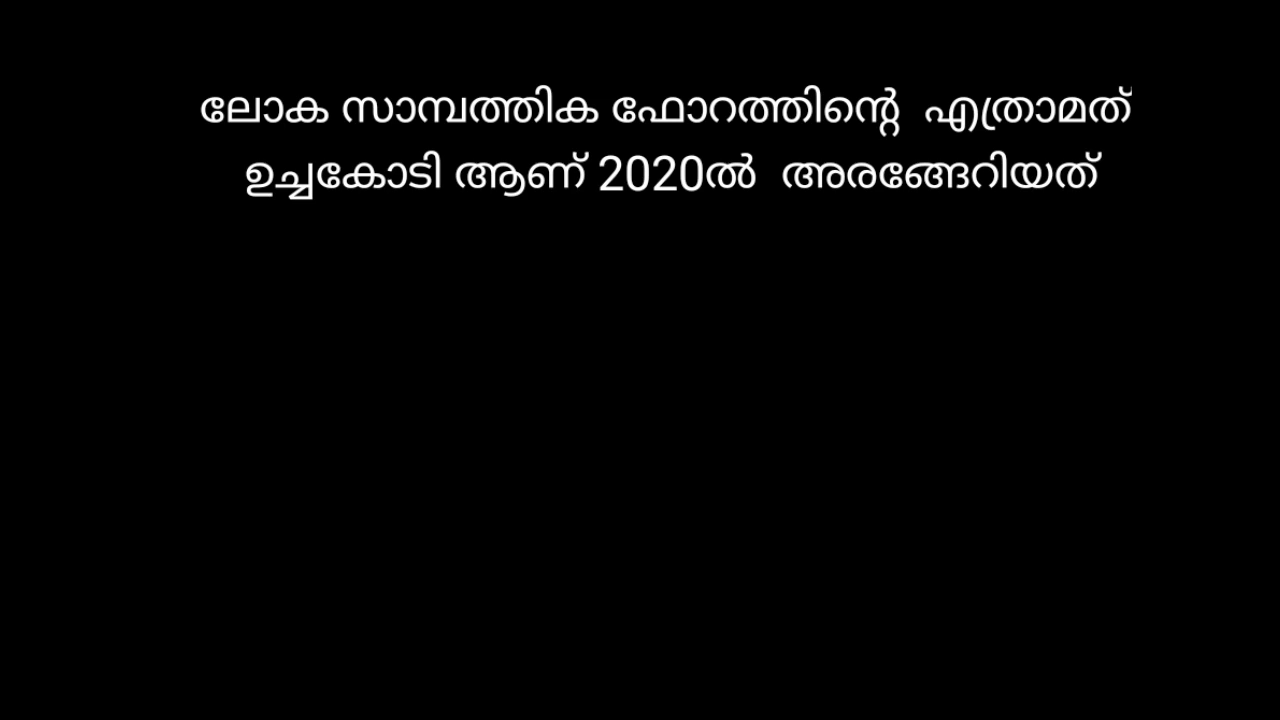 ലോക സാമ്പത്തിക ഫോറത്തിന്റെ എത്രാമത്
ഉച്ചകോടി ആണ് 2020ൽ അരങ്ങേറിയത്